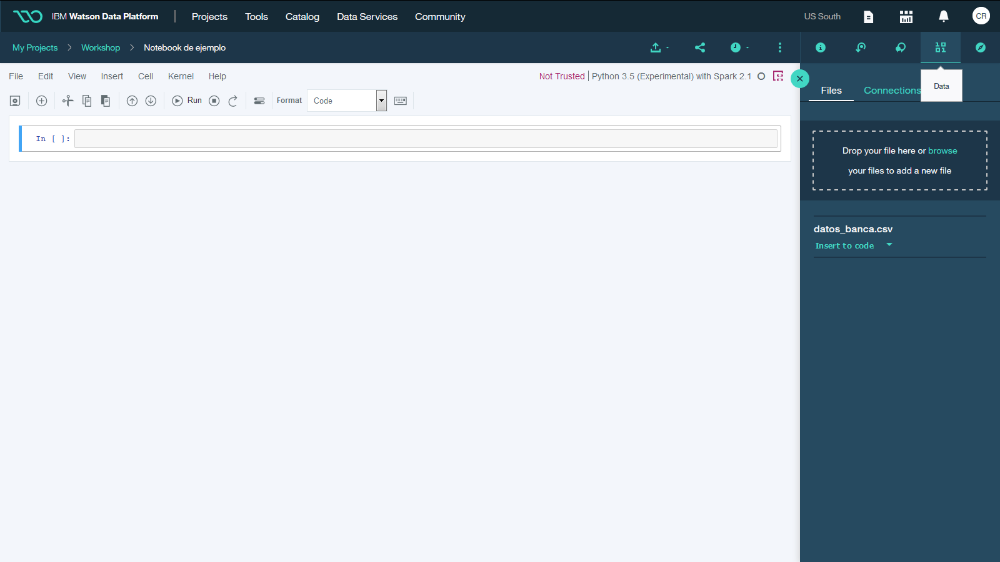 IBM Watson Data Platform Projects Tools Catalog Data Services Community US South CR
My Projects Workshop Notebook de ejemplo
File Edit View Insert Cell Kernel Help Not Trusted Python 3.5 (Experimental) with Spark 2.1
Run Format Code
In [ ]:
Data
Files Connections
Drop your file here or browse
your files to add a new file
datos_banca.csv
Insert to code